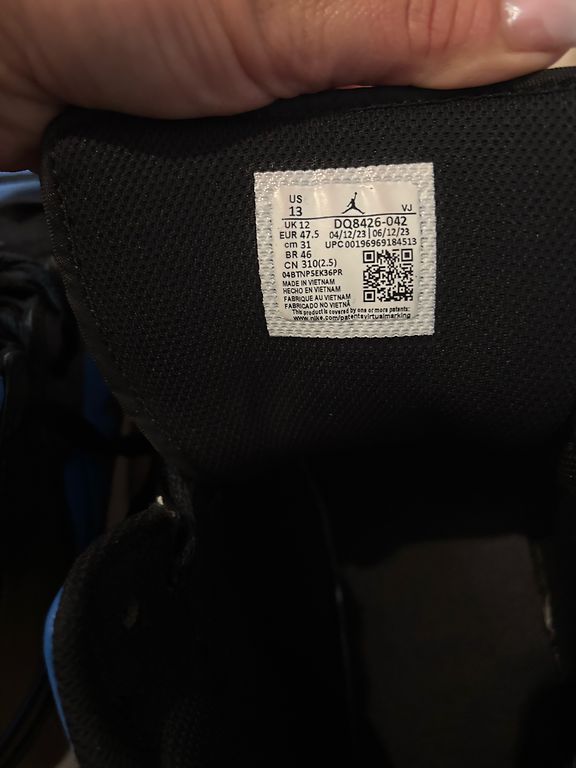 US
13
VJ
UK 12 DQ8426-042
EUR 47.5 04/12/23 | 06/12/23
cm 31 UPC 00196969184513
BR 46
CN 310(2.5)
04BTNP5EK36PR
MADE IN VIETNAM
HECHO EN VIETNAM
FABRIQUE AU VIETNAM
FABRICADO NO VIETNÃ
This product is covered by one or more patents:
www.nike.com/patentsvirtualmarking